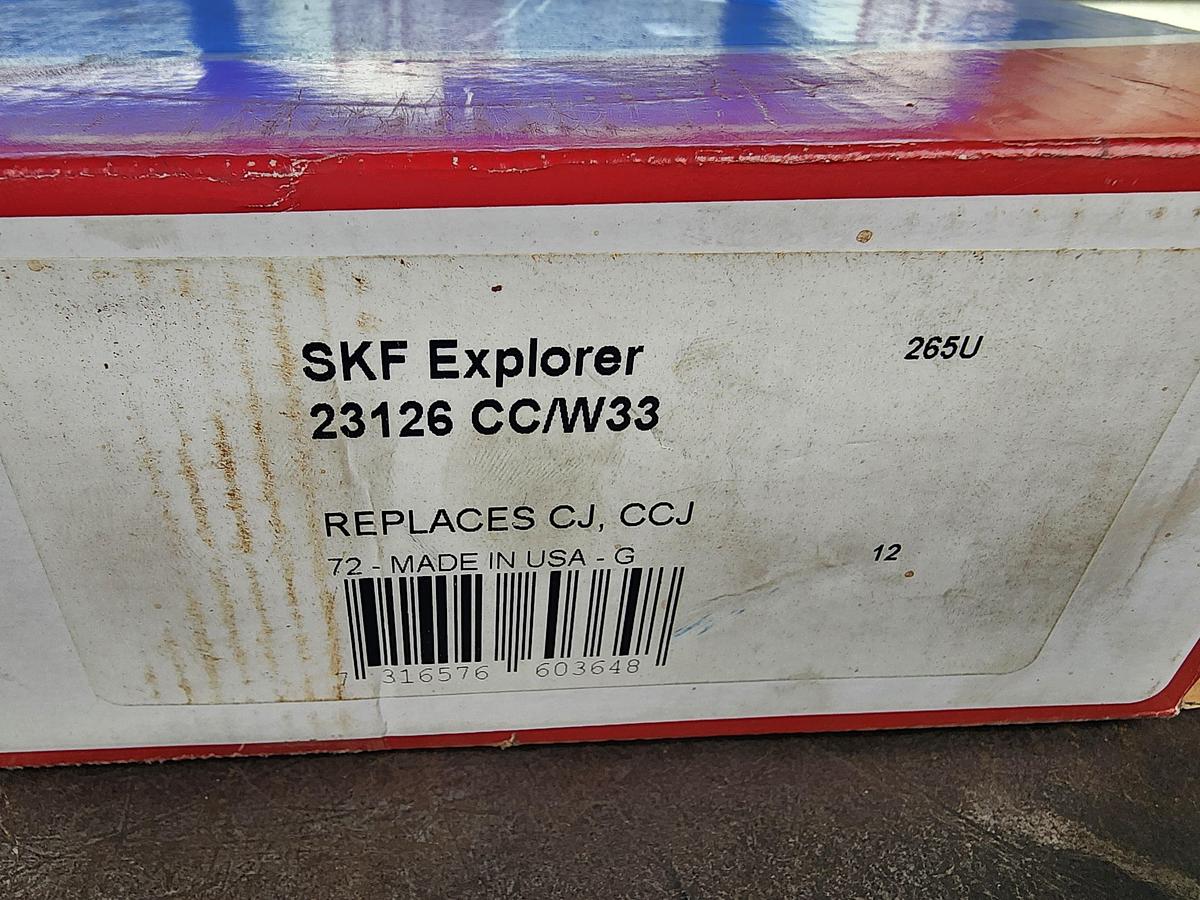 SKF Explorer
265U
23126 CC/W33
REPLACES CJ, CCJ
72 - MADE IN USA - G
12
7 316576 603648